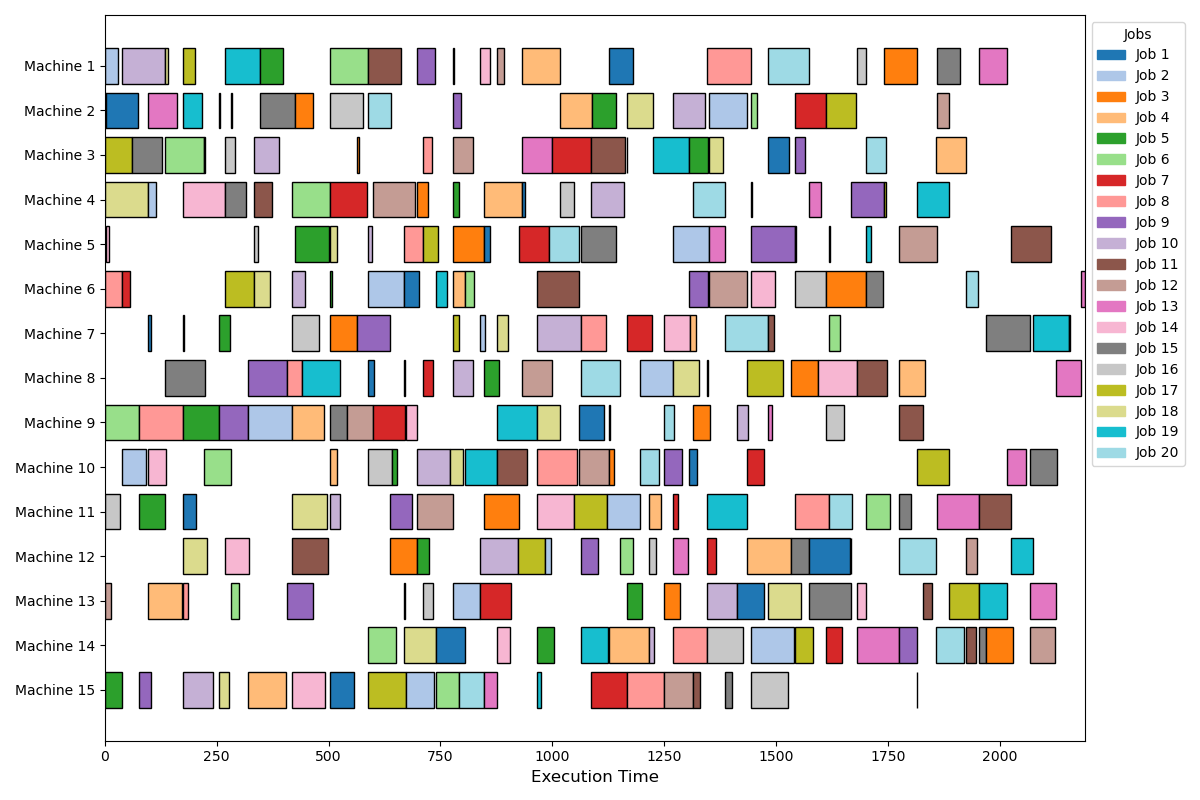 Machine 1
Machine 2
Machine 3
Machine 4
Machine 5
Machine 6
Machine 7
Machine 8
Machine 9
Machine 10
Machine 11
Machine 12
Machine 13
Machine 14
Machine 15
0 250 500 750 1000 1250 1500 1750 2000
Execution Time
Jobs
Job 1
Job 2
Job 3
Job 4
Job 5
Job 6
Job 7
Job 8
Job 9
Job 10
Job 11
Job 12
Job 13
Job 14
Job 15
Job 16
Job 17
Job 18
Job 19
Job 20